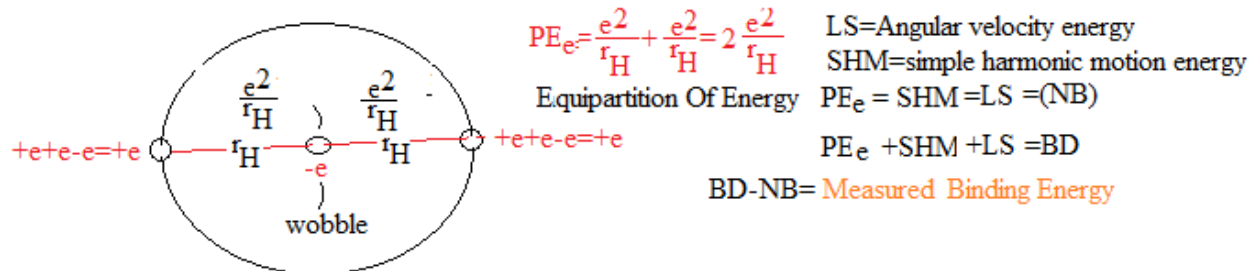 PEe=e²/rH+e²/rH=2 e²/rH
LS=Angular velocity energy
SHM=simple harmonic motion energy
Equipartition Of Energy PEe = SHM =LS =(NB)
PEe +SHM +LS =BD
BD-NB= Measured Binding Energy
e²/rH e²/rH
+e+e-e=+e rH rH +e+e-e=+e
-e
wobble